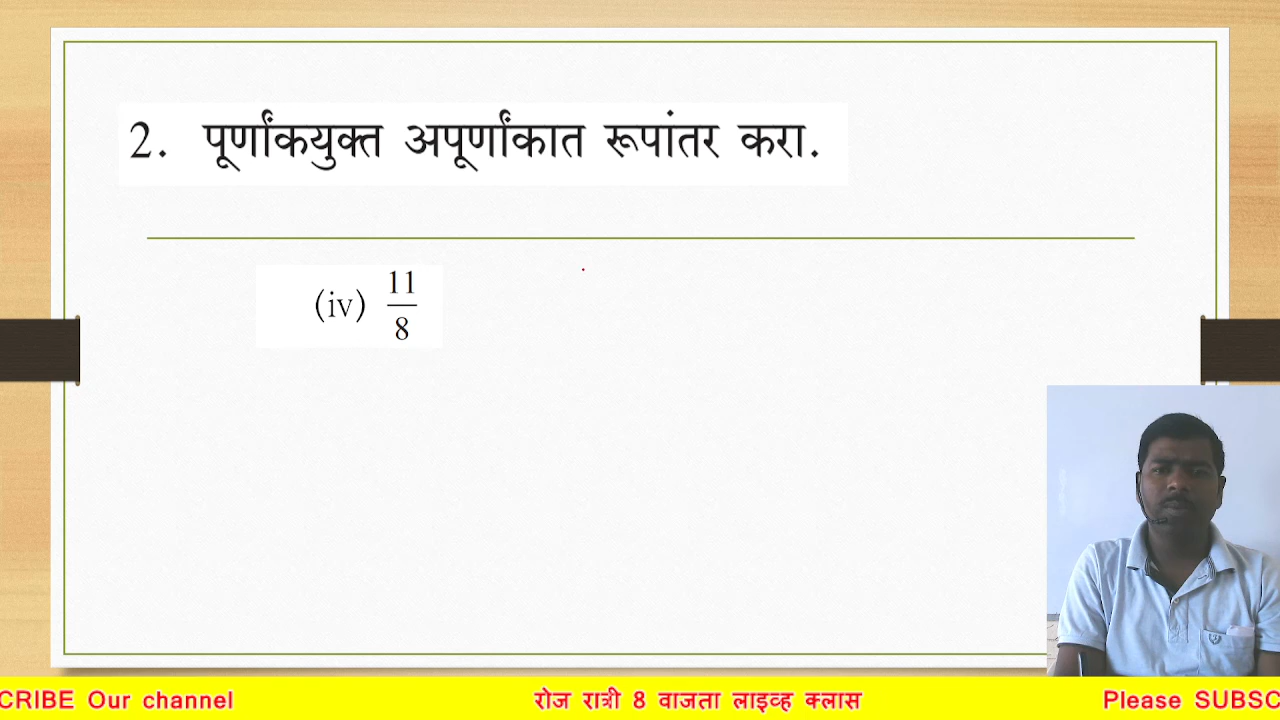 2. पूर्णांकयुक्त अपूर्णांकात रूपांतर करा.
(iv) 11/8
CRIBE Our channel रोज रात्री 8 वाजता लाइव्ह क्लास Please SUBSC